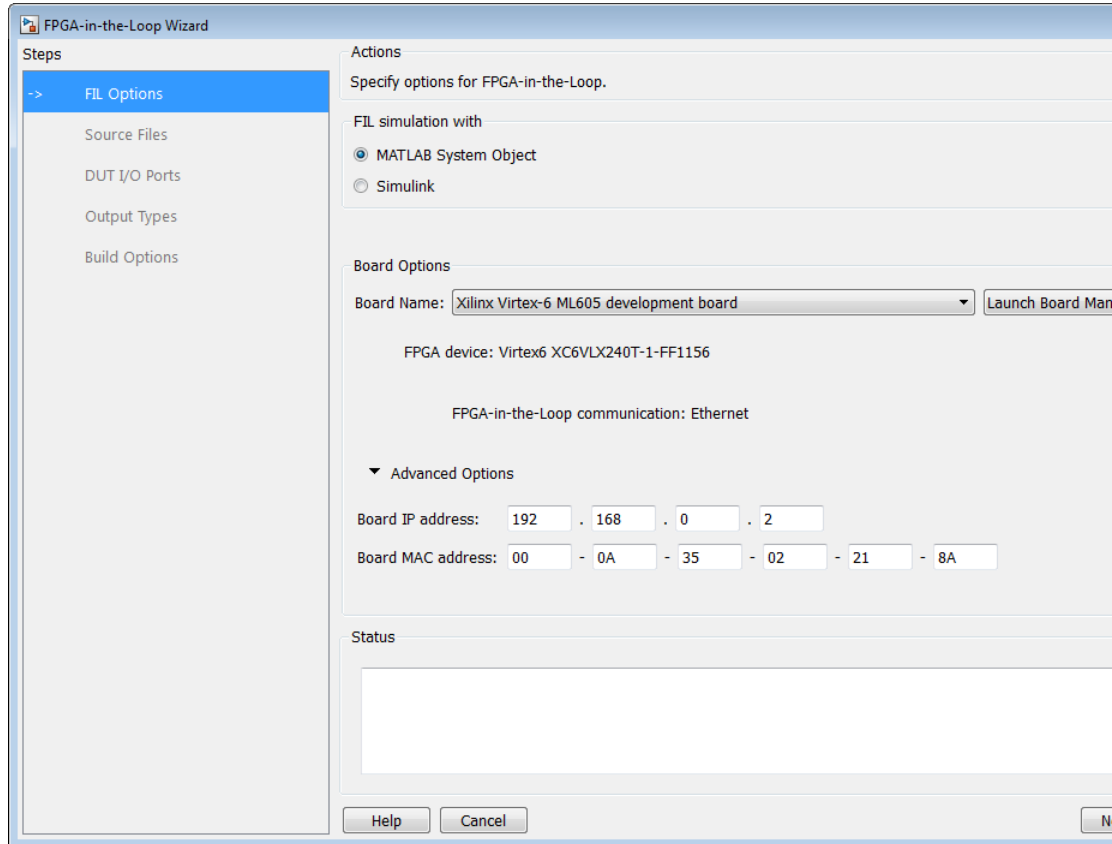 FPGA-in-the-Loop Wizard
Steps
-> FIL Options
Source Files
DUT I/O Ports
Output Types
Build Options
Actions
Specify options for FPGA-in-the-Loop.
FIL simulation with
MATLAB System Object
Simulink
Board Options
Board Name: Xilinx Virtex-6 ML605 development board Launch Board Man
FPGA device: Virtex6 XC6VLX240T-1-FF1156
FPGA-in-the-Loop communication: Ethernet
Advanced Options
Board IP address: 192 . 168 . 0 . 2
Board MAC address: 00 - 0A - 35 - 02 - 21 - 8A
Status
Help Cancel